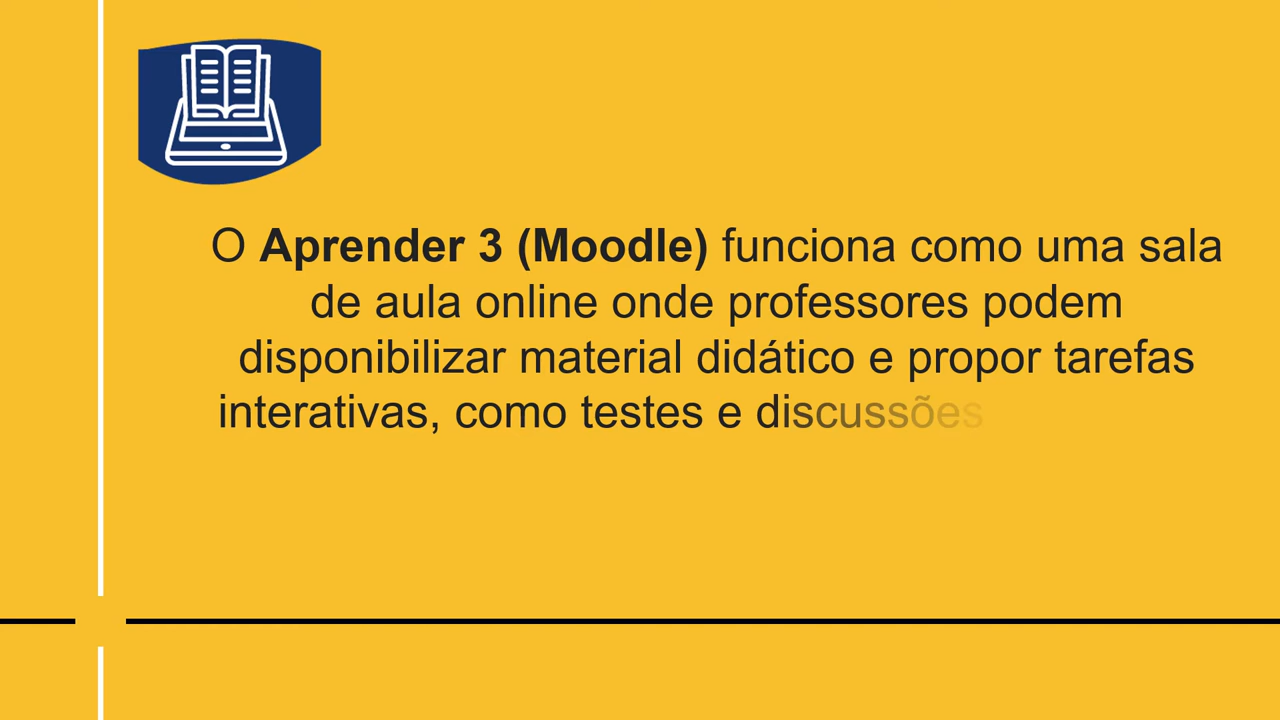 O Aprender 3 (Moodle) funciona como uma sala
de aula online onde professores podem
disponibilizar material didático e propor tarefas
interativas, como testes e discussões